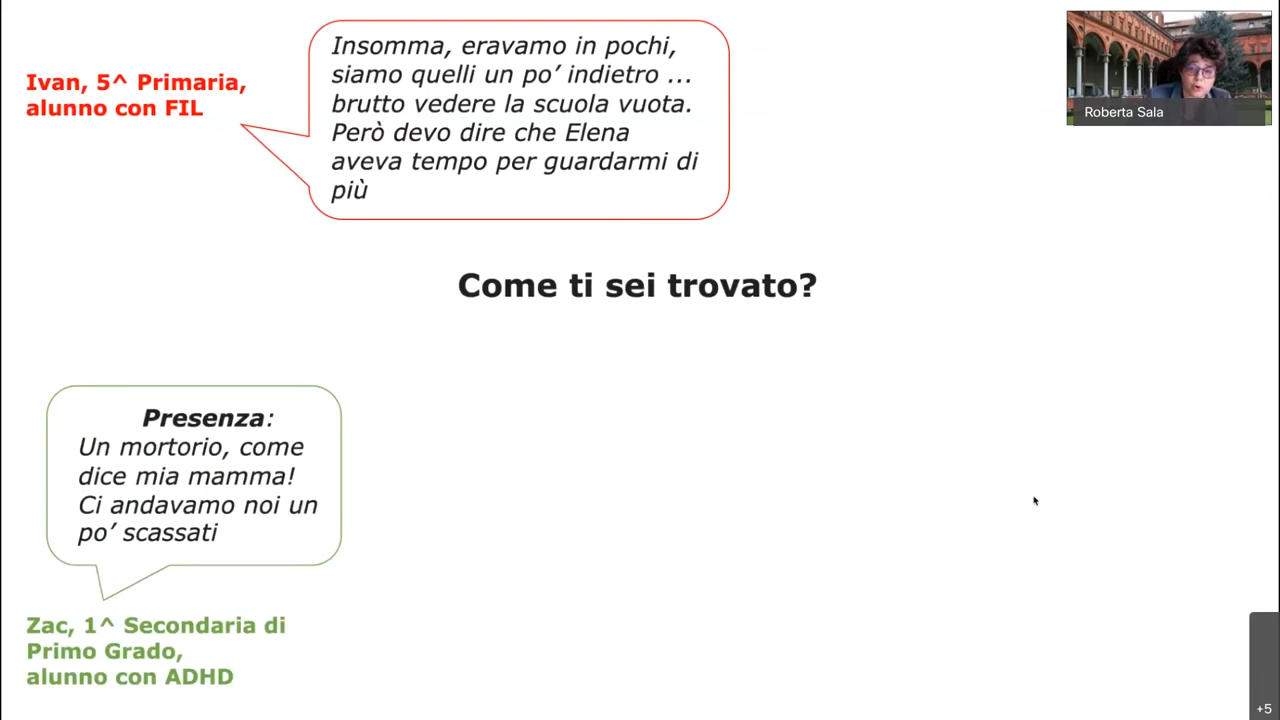 Ivan, 5^ Primaria,
alunno con FIL
Insomma, eravamo in pochi,
siamo quelli un po’ indietro ...
brutto vedere la scuola vuota.
Però devo dire che Elena
aveva tempo per guardarmi di
più
Roberta Sala
Come ti sei trovato?
Presenza:
Un mortorio, come
dice mia mamma!
Ci andavamo noi un
po’ scassati
Zac, 1^ Secondaria di
Primo Grado,
alunno con ADHD
+5